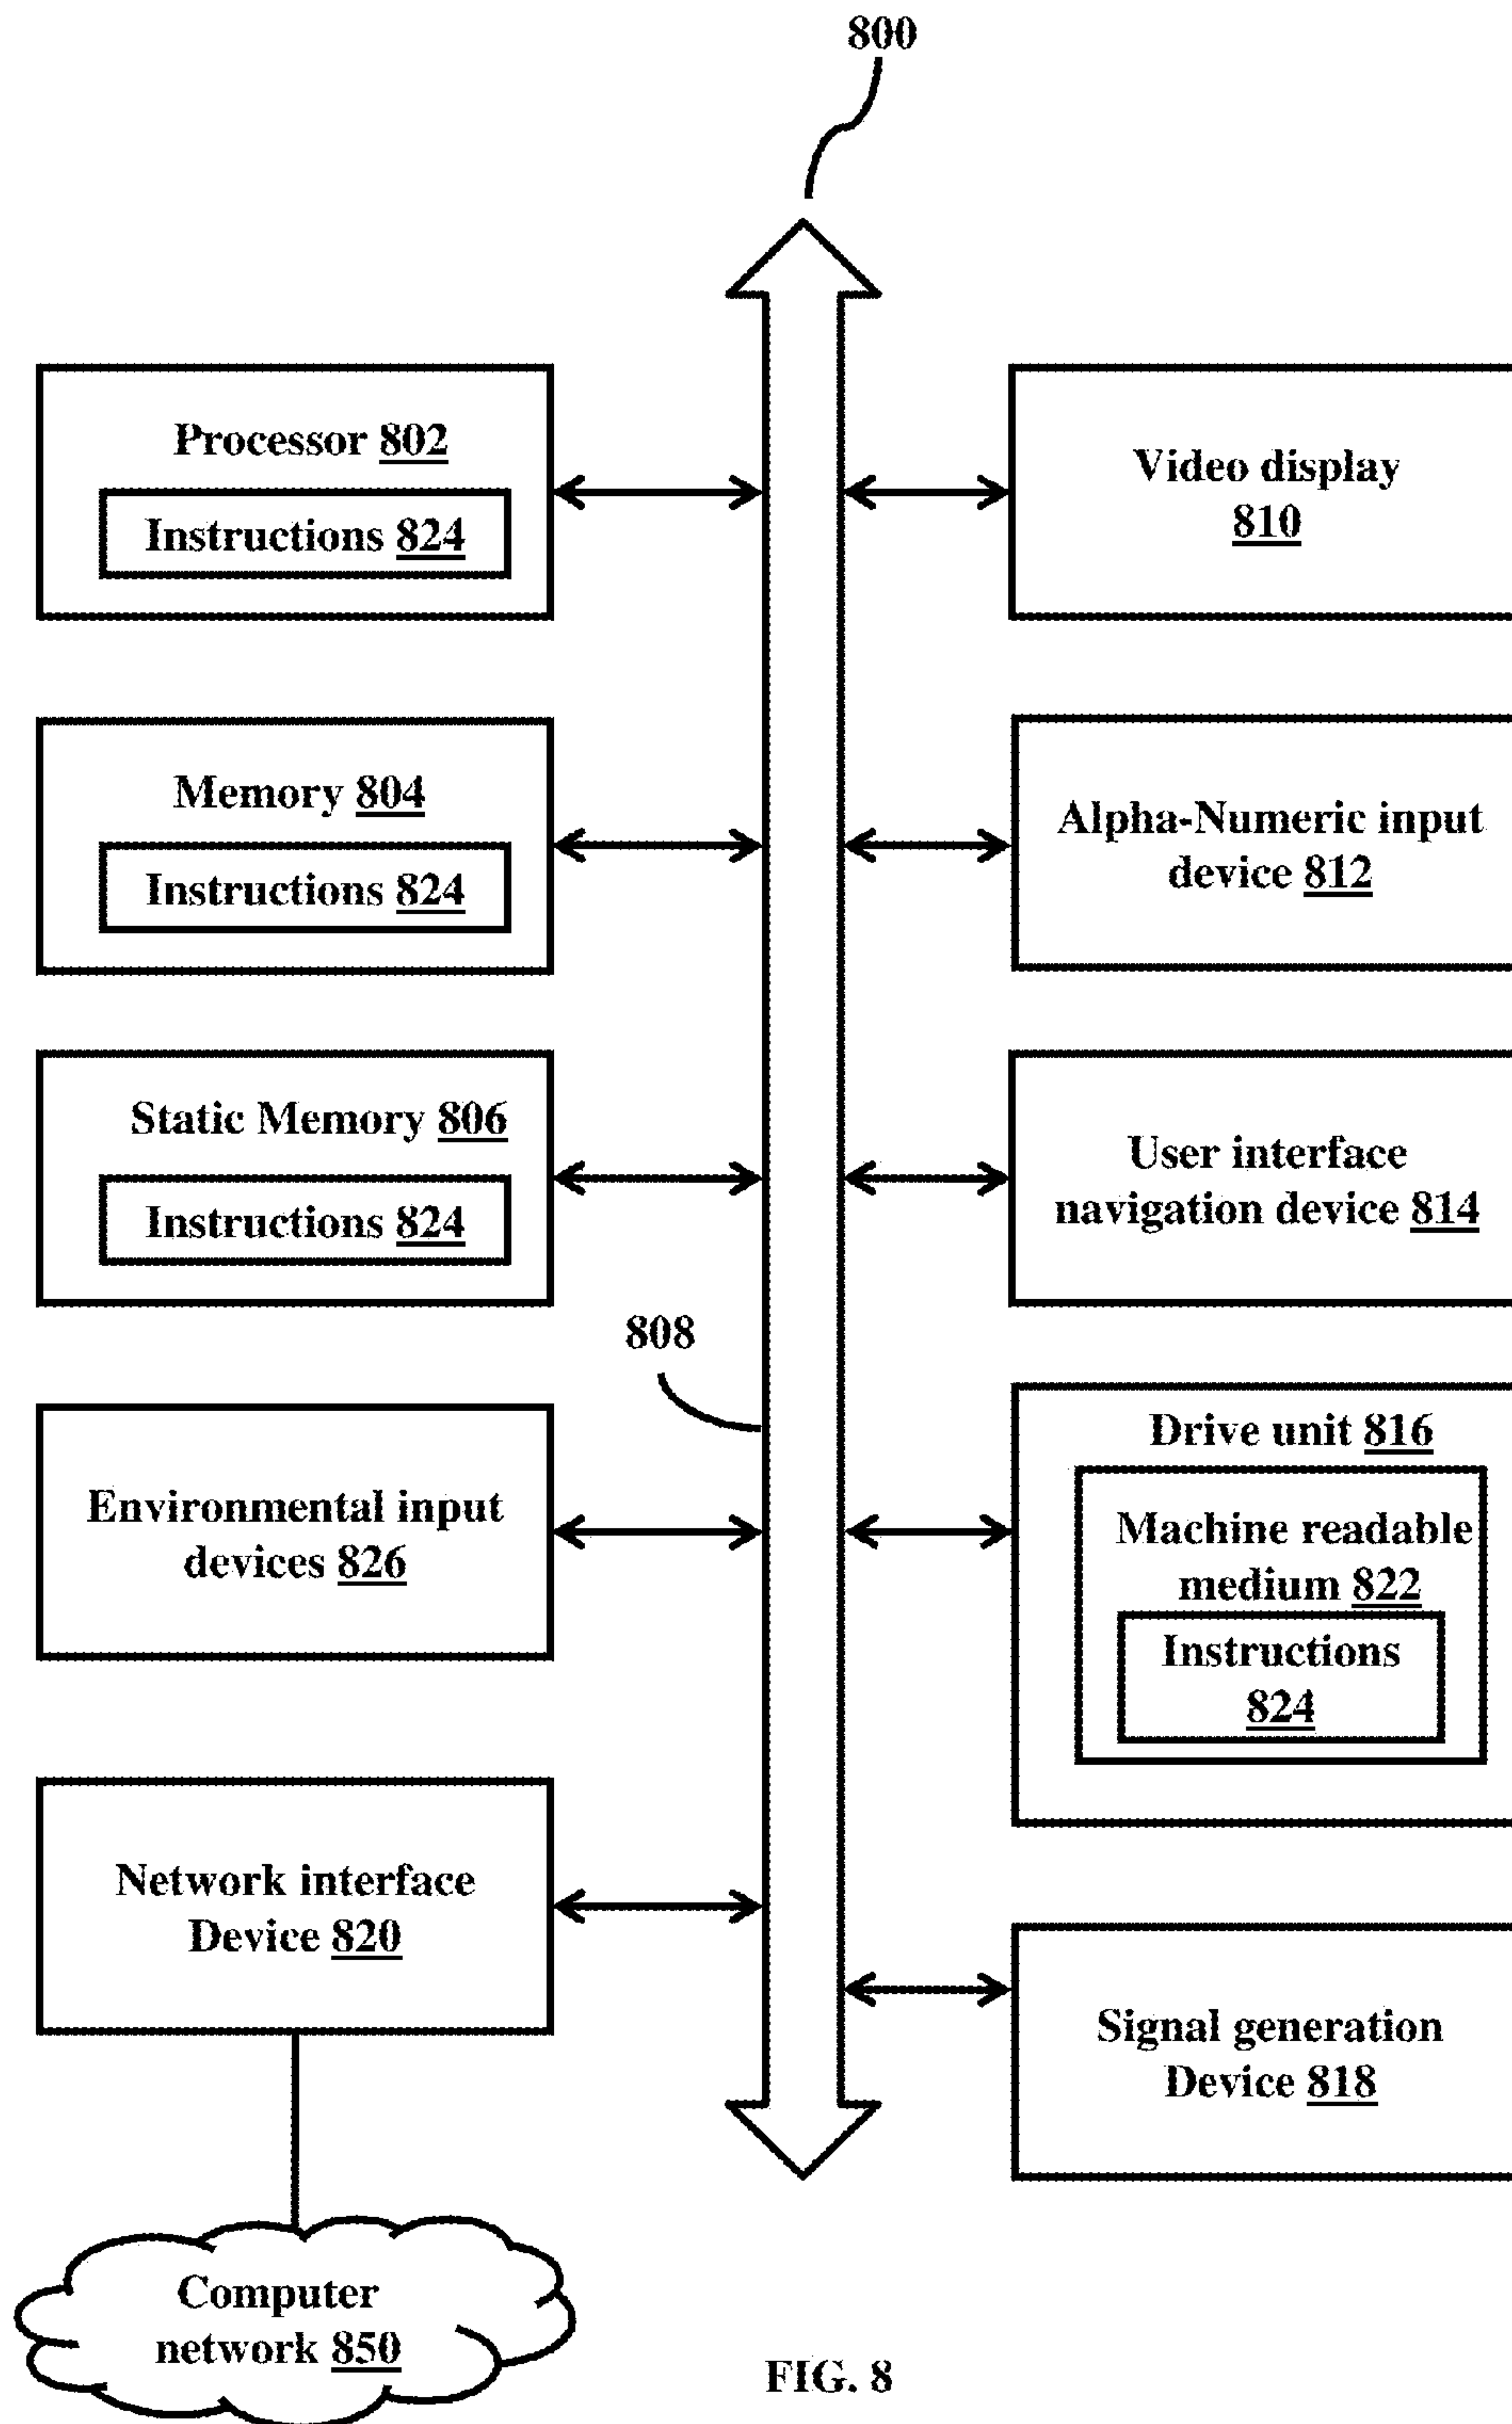 800
Processor 802
Instructions 824
Video display
810
Memory 804
Instructions 824
Alpha-Numeric input
device 812
Static Memory 806
Instructions 824
User interface
navigation device 814
808
Environmental input
devices 826
Drive unit 816
Machine readable
medium 822
Instructions
824
Network interface
Device 820
Signal generation
Device 818
Computer
network 850
FIG. 8